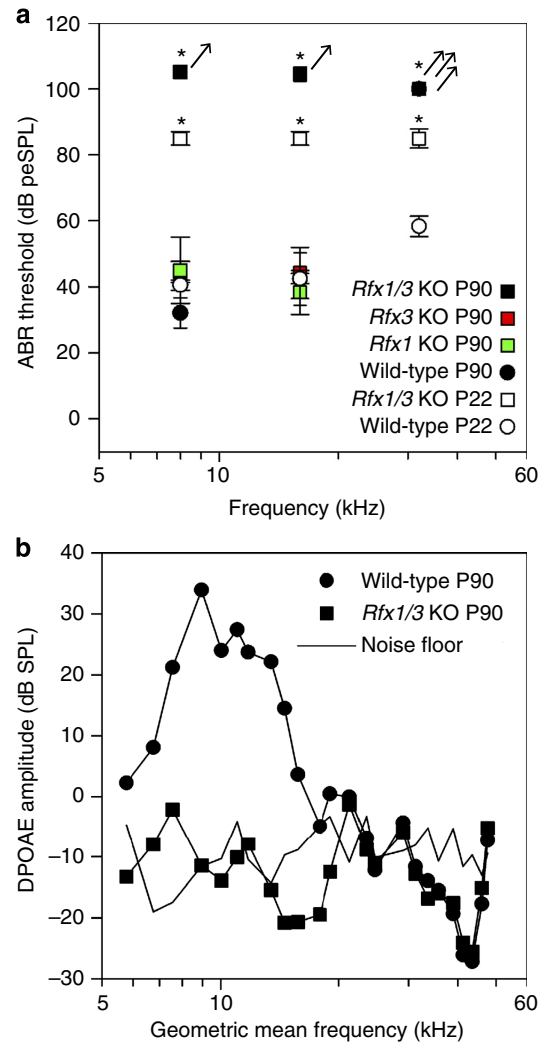 a
120
100
80
60
40
20
0
ABR threshold (dB peSPL)
* * *
* * *
Rfx1/3 KO P90
Rfx3 KO P90
Rfx1 KO P90
Wild-type P90
Rfx1/3 KO P22
Wild-type P22
5 10 60
Frequency (kHz)
b
40
30
20
10
0
−10
−20
−30
DPOAE amplitude (dB SPL)
Wild-type P90
Rfx1/3 KO P90
Noise floor
5 10 60
Geometric mean frequency (kHz)